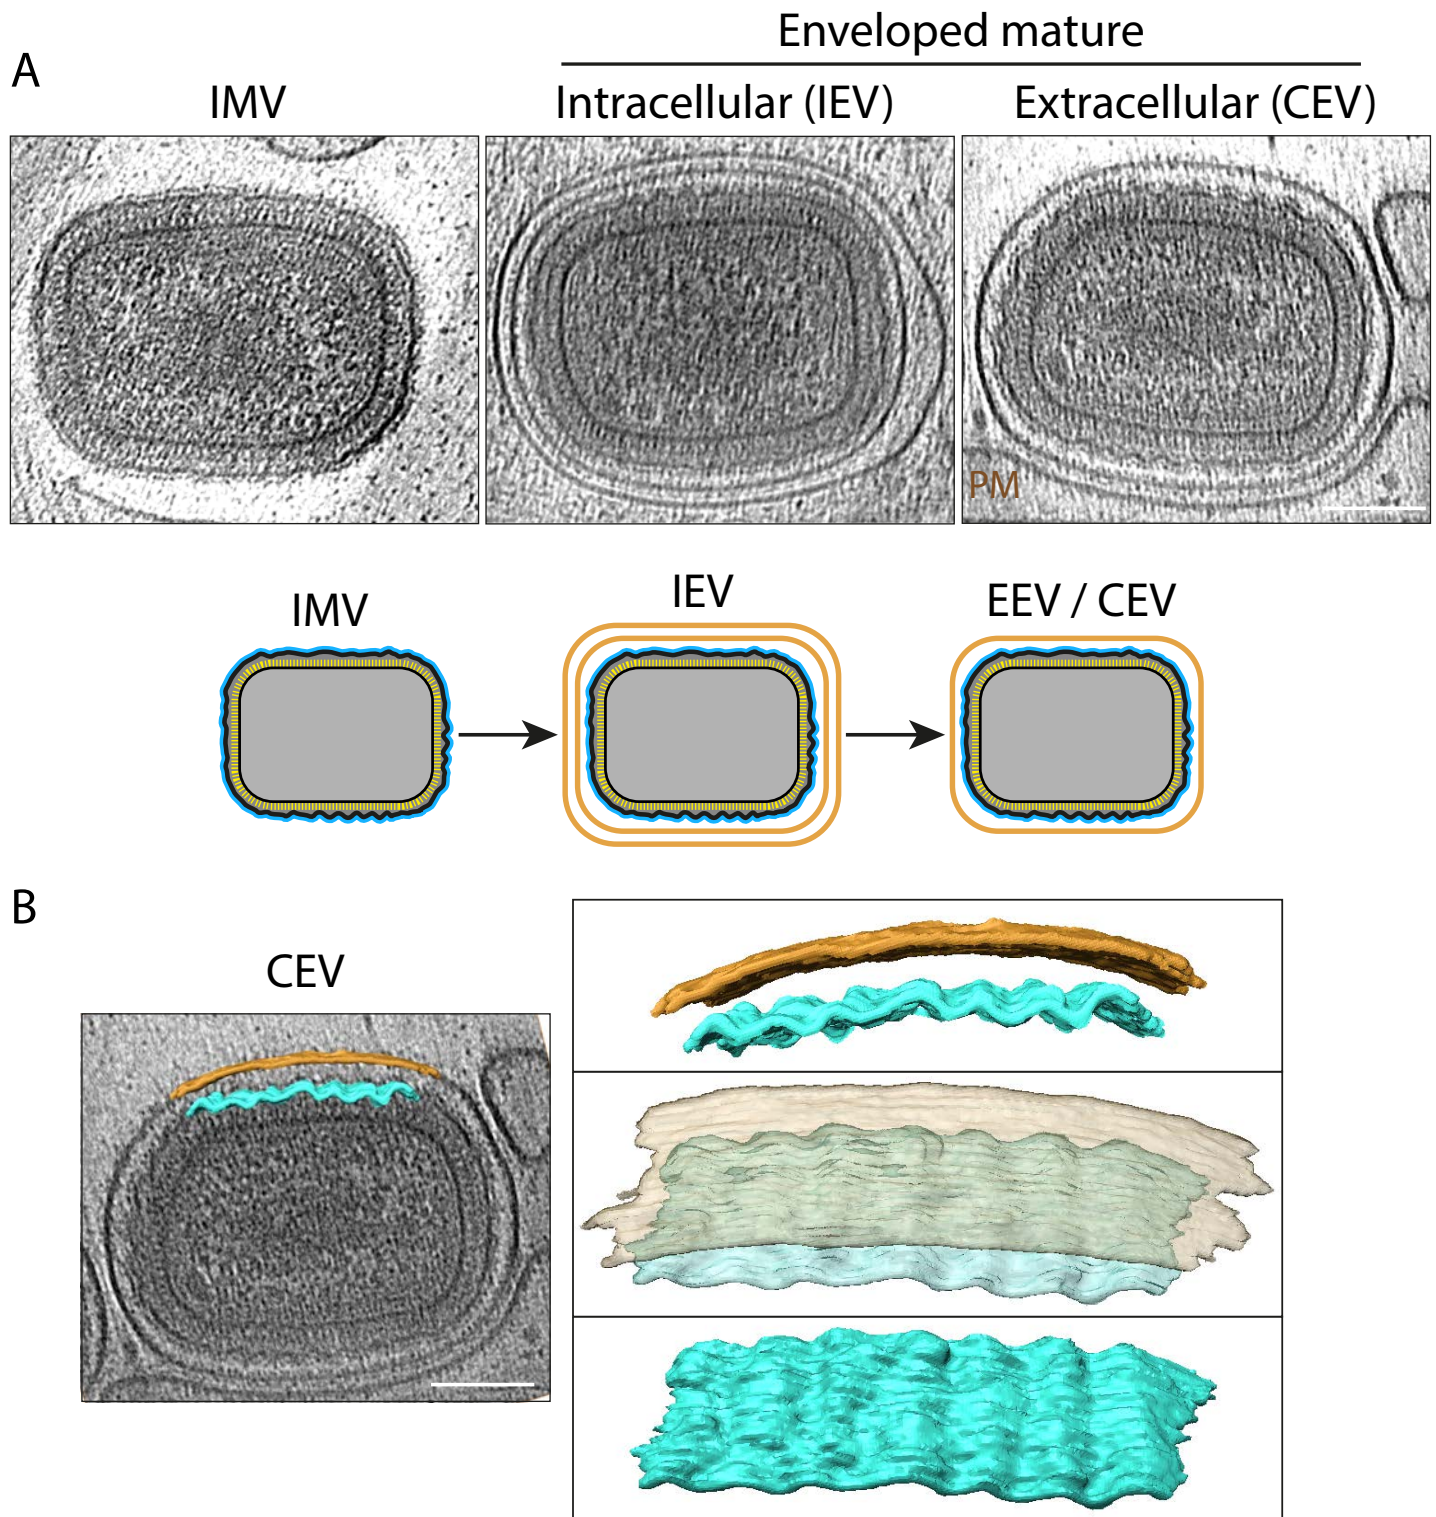 A
Enveloped mature
IMV
Intracellular (IEV)
Extracellular (CEV)
PM
IMV
IEV
EEV / CEV
B
CEV